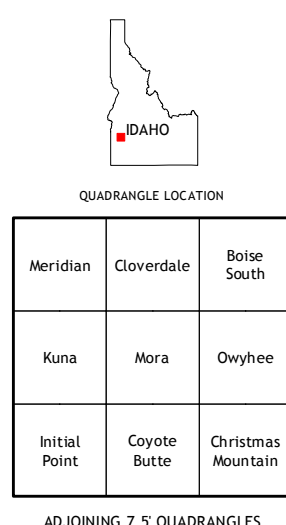 IDAHO
QUADRANGLE LOCATION
Meridian
Cloverdale
Boise
South
Kuna
Mora
Owyhee
Initial
Point
Coyote
Butte
Christmas
Mountain
ADJOINING 7.5' QUADRANGLES